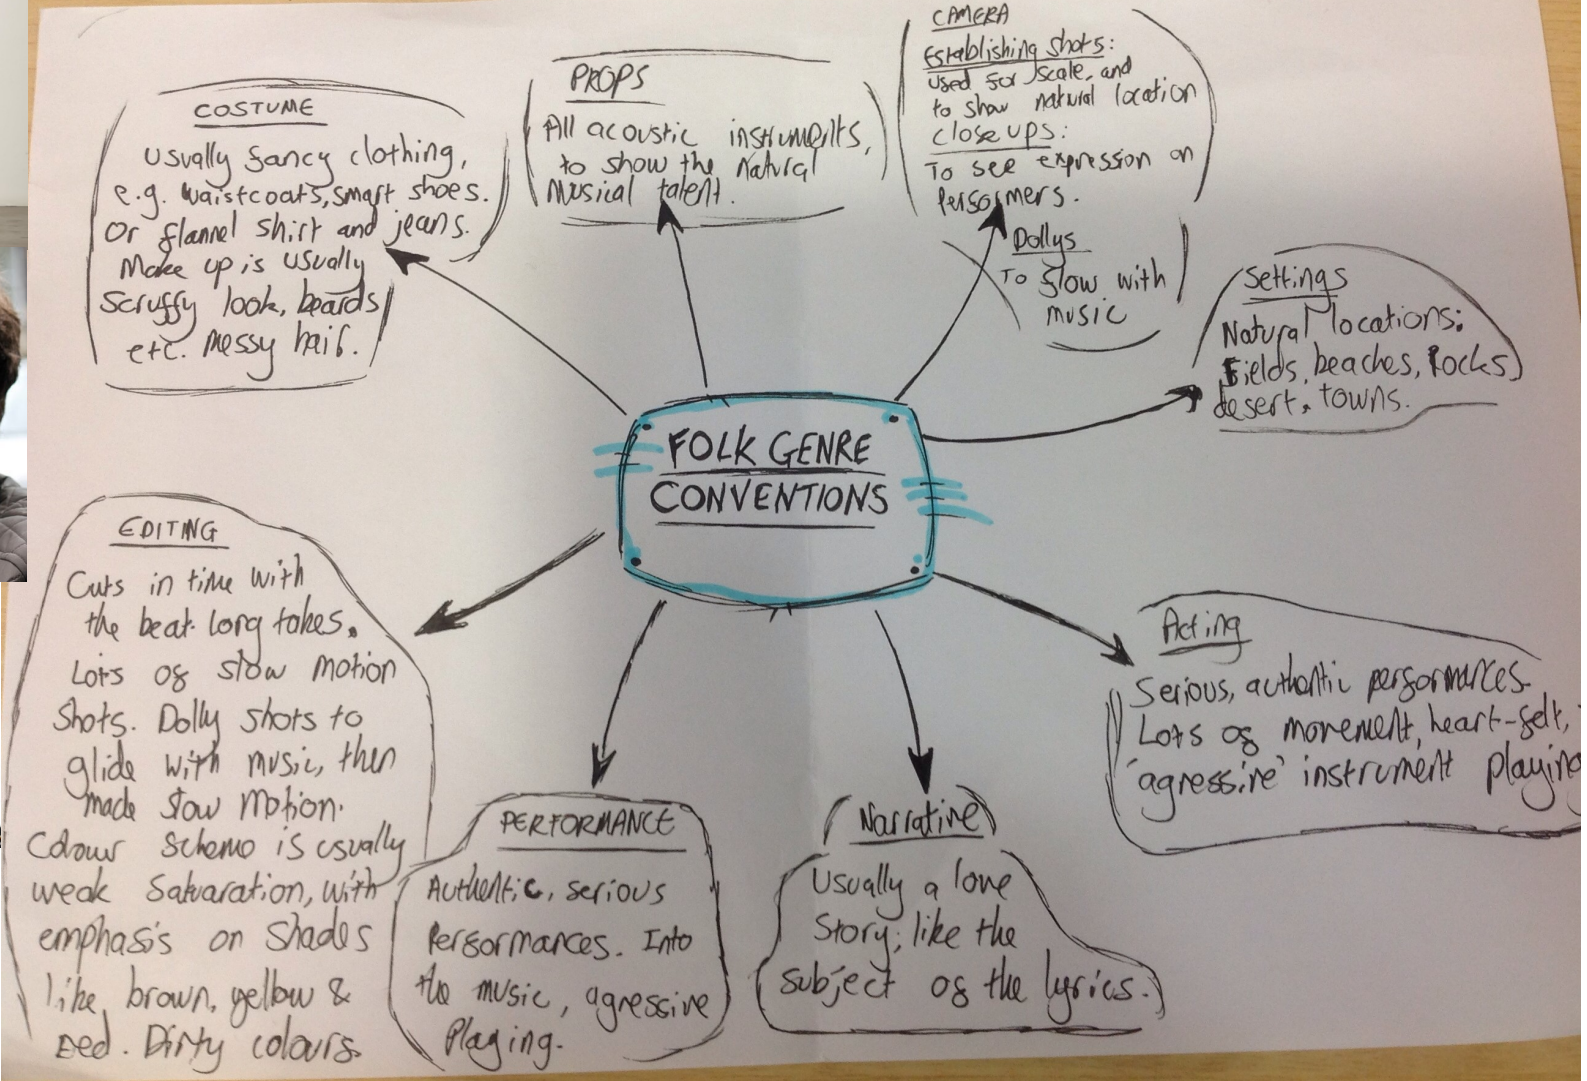 FOLK GENRE
CONVENTIONS
COSTUME
Usually fancy clothing,
e.g. waistcoats, smart shoes.
Or flannel shirt and jeans.
Make up is usually
scruffy look, beards
etc. Messy hair.
PROPS
All acoustic instruments,
to show the Natural
Musical talent.
CAMERA
Establishing shots:
used for scale, and
to show natural location
close ups:
To see expression on
Performers.
Dollys
To flow with
music
Settings
Natural locations:
Fields, beaches, Rocks,
desert, towns.
Acting
Serious, authentic performances.
Lots of movement, heart-felt,
'agressive' instrument playing
Narrative
Usually a love
Story, like the
subject of the lyrics.
PERFORMANCE
Authentic, serious
Performances. Into
the music, agressive
Playing.
EDITING
Cuts in time with
the beat. Long takes.
Lots of slow motion
Shots. Dolly shots to
glide with music, then
made slow motion.
Colour Scheme is usually
weak Satuaration, with
emphasis on Shades
like brown, yellow &
Red. Dirty colours.